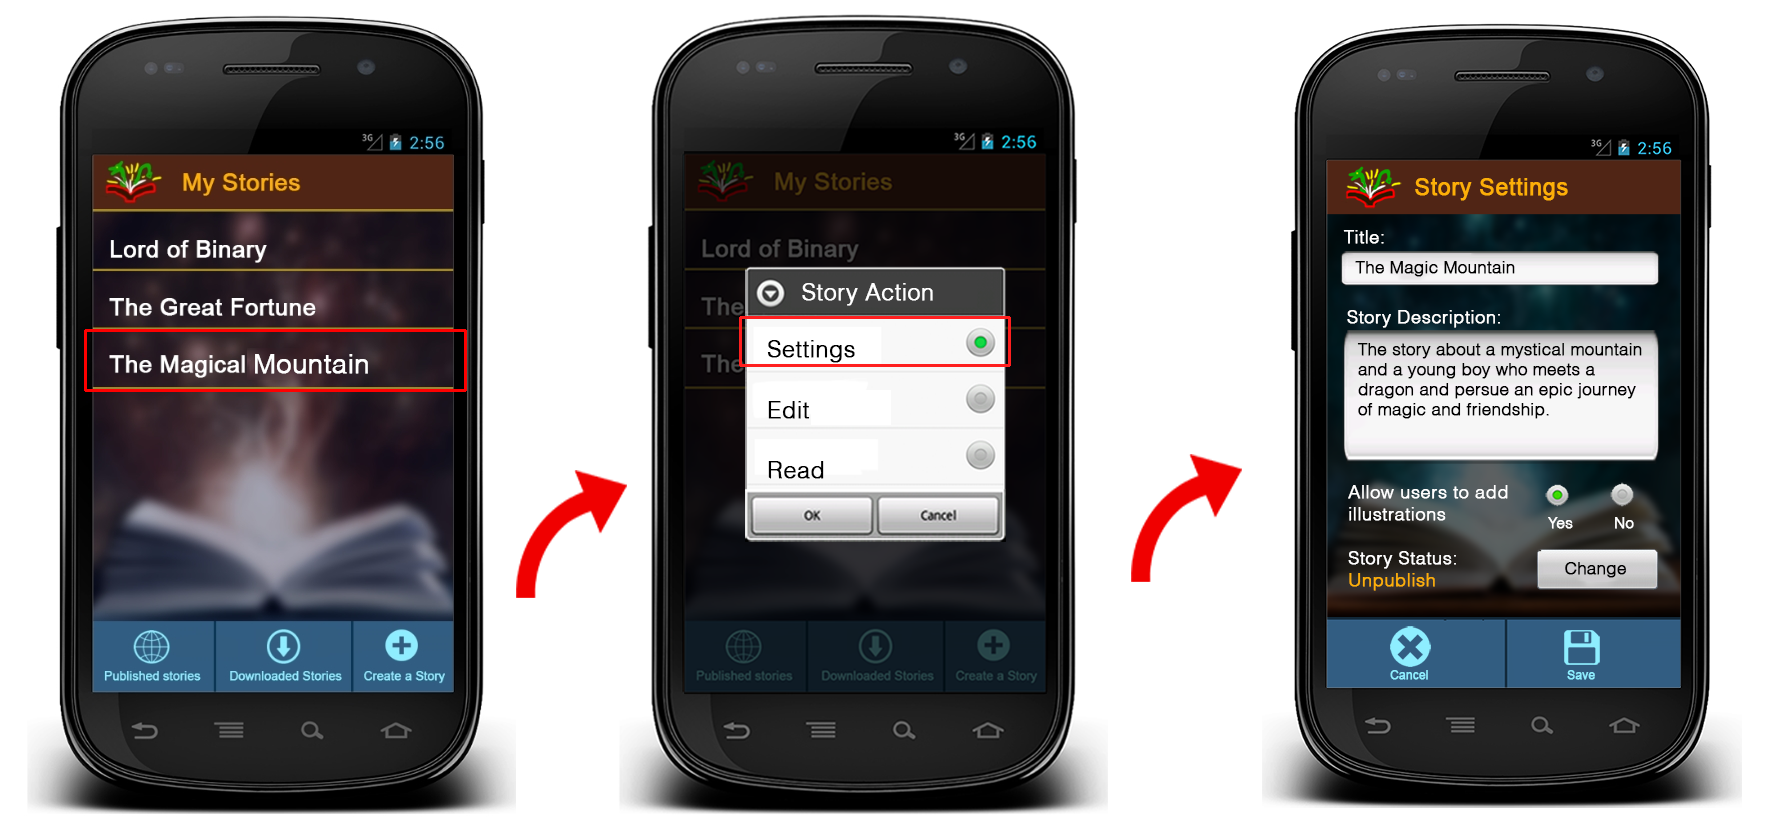 3G 2:56
My Stories
Lord of Binary
The Great Fortune
The Magical Mountain
Published stories
Downloaded Stories
Create a Story
3G 2:56
My Stories
Lord of Binary
The
The
Story Action
Settings
Edit
Read
OK
Cancel
Published stories
Downloaded Stories
Create a Story
3G 2:56
Story Settings
Title:
The Magic Mountain
Story Description:
The story about a mystical mountain
and a young boy who meets a
dragon and persue an epic journey
of magic and friendship.
Allow users to add
illustrations
Yes
No
Story Status:
Unpublish
Change
Cancel
Save